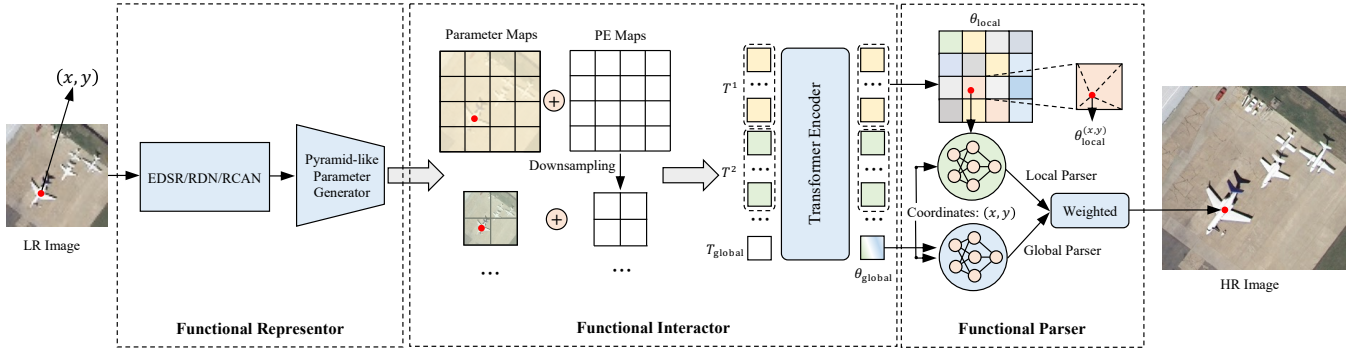 (x, y)
LR Image
EDSR/RDN/RCAN
Pyramid-like
Parameter
Generator
Functional Representor
Parameter Maps
PE Maps
+
Downsampling
+
...
...
T¹
...
...
T²
...
...
T_global
Transformer Encoder
...
...
...
...
θ_global
Functional Interactor
θ_local
θ_local^(x,y)
Local Parser
Coordinates: (x, y)
Weighted
Global Parser
Functional Parser
HR Image